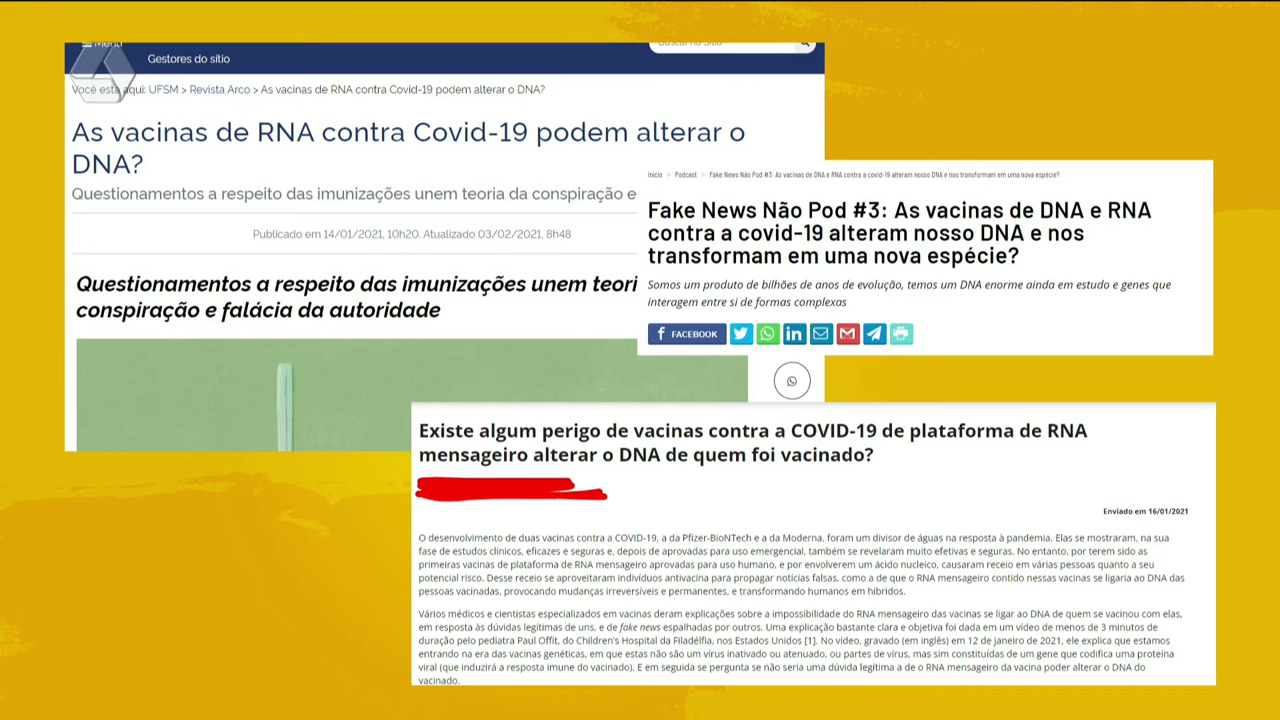 Menu
Buscar no Sítio
Gestores do sítio
Você está aqui: UFSM > Revista Arco > As vacinas de RNA contra Covid-19 podem alterar o DNA?
As vacinas de RNA contra Covid-19 podem alterar o
DNA?
Questionamentos a respeito das imunizações unem teoria da conspiração e
Publicado em 14/01/2021, 10h20. Atualizado 03/02/2021, 8h48
Questionamentos a respeito das imunizações unem teori
conspiração e falácia da autoridade
Início > Podcast > Fake News Não Pod #3: As vacinas de DNA e RNA contra a covid-19 alteram nosso DNA e nos transformam em uma nova espécie?
Fake News Não Pod #3: As vacinas de DNA e RNA
contra a covid-19 alteram nosso DNA e nos
transformam em uma nova espécie?
Somos um produto de bilhões de anos de evolução, temos um DNA enorme ainda em estudo e genes que
interagem entre si de formas complexas
FACEBOOK
Existe algum perigo de vacinas contra a COVID-19 de plataforma de RNA
mensageiro alterar o DNA de quem foi vacinado?
Enviado em 16/01/2021
O desenvolvimento de duas vacinas contra a COVID-19, a da Pfizer-BioNTech e a da Moderna, foram um divisor de águas na resposta à pandemia. Elas se mostraram, na sua
fase de estudos clínicos, eficazes e seguras e, depois de aprovadas para uso emergencial, também se revelaram muito efetivas e seguras. No entanto, por terem sido as
primeiras vacinas de plataforma de RNA mensageiro aprovadas para uso humano, e por envolverem um ácido nucleico, causaram receio em várias pessoas quanto a seu
potencial risco. Desse receio se aproveitaram indivíduos antivacina para propagar notícias falsas, como a de que o RNA mensageiro contido nessas vacinas se ligaria ao DNA das
pessoas vacinadas, provocando mudanças irreversíveis e permanentes, e transformando humanos em híbridos.
Vários médicos e cientistas especializados em vacinas deram explicações sobre a impossibilidade do RNA mensageiro das vacinas se ligar ao DNA de quem se vacinou com elas,
em resposta às dúvidas legítimas de uns, e de fake news espalhadas por outros. Uma explicação bastante clara e objetiva foi dada em um vídeo de menos de 3 minutos de
duração pelo pediatra Paul Offit, do Children's Hospital da Filadélfia, nos Estados Unidos [1]. No vídeo, gravado (em inglês) em 12 de janeiro de 2021, ele explica que estamos
entrando na era das vacinas genéticas, em que estas não são um vírus inativado ou atenuado, ou partes de vírus, mas sim constituídas de um gene que codifica uma proteína
viral (que induzirá a resposta imune do vacinado). E em seguida se pergunta se não seria uma dúvida legítima a de o RNA mensageiro da vacina poder alterar o DNA do
vacinado.